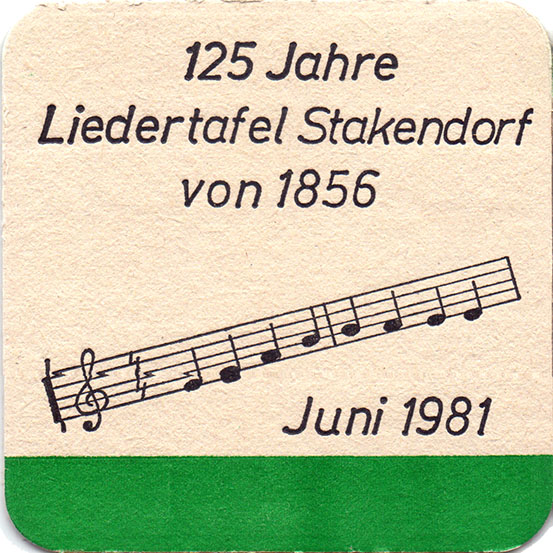 125 Jahre
Liedertafel Stakendorf
von 1856
Juni 1981